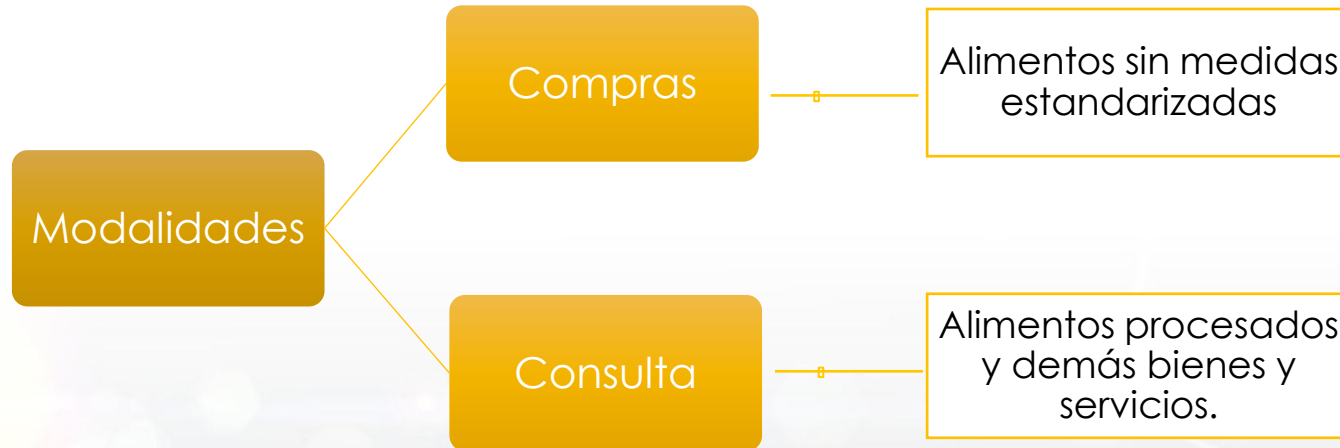 Modalidades
Compras
Alimentos sin medidas
estandarizadas
Consulta
Alimentos procesados
y demás bienes y
servicios.